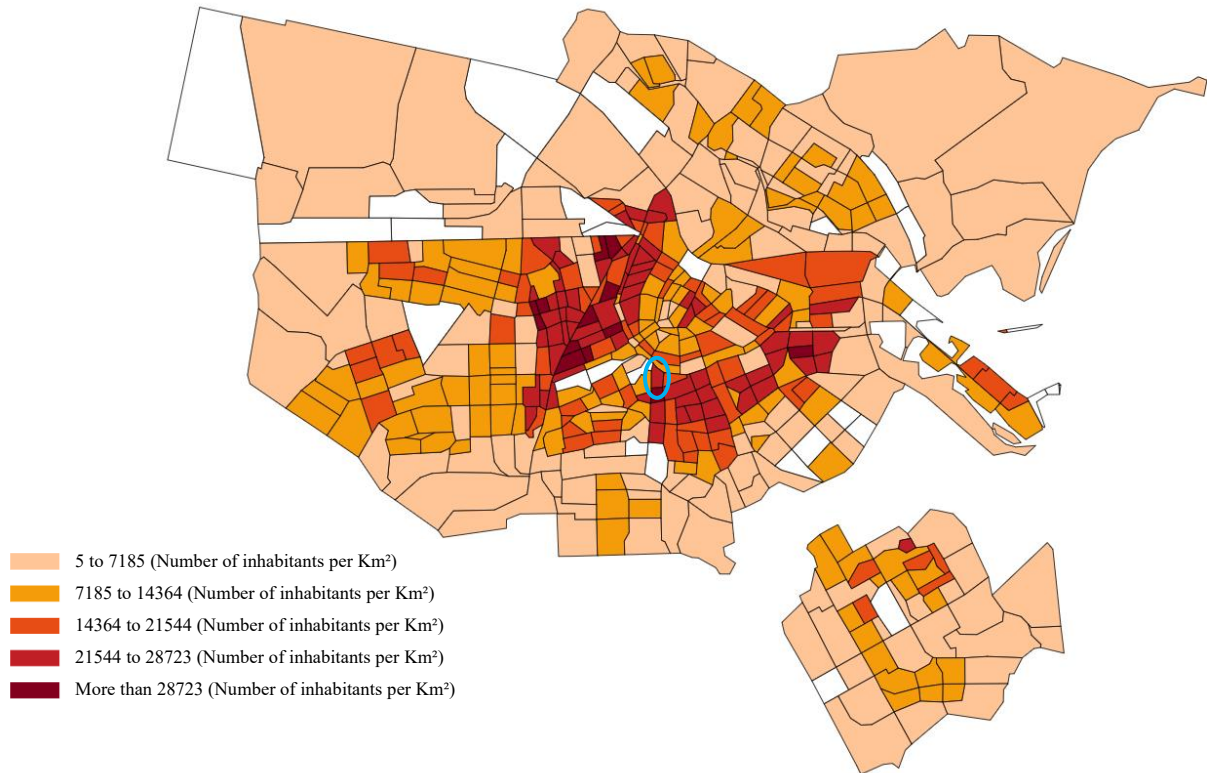 5 to 7185 (Number of inhabitants per Km²)
7185 to 14364 (Number of inhabitants per Km²)
14364 to 21544 (Number of inhabitants per Km²)
21544 to 28723 (Number of inhabitants per Km²)
More than 28723 (Number of inhabitants per Km²)